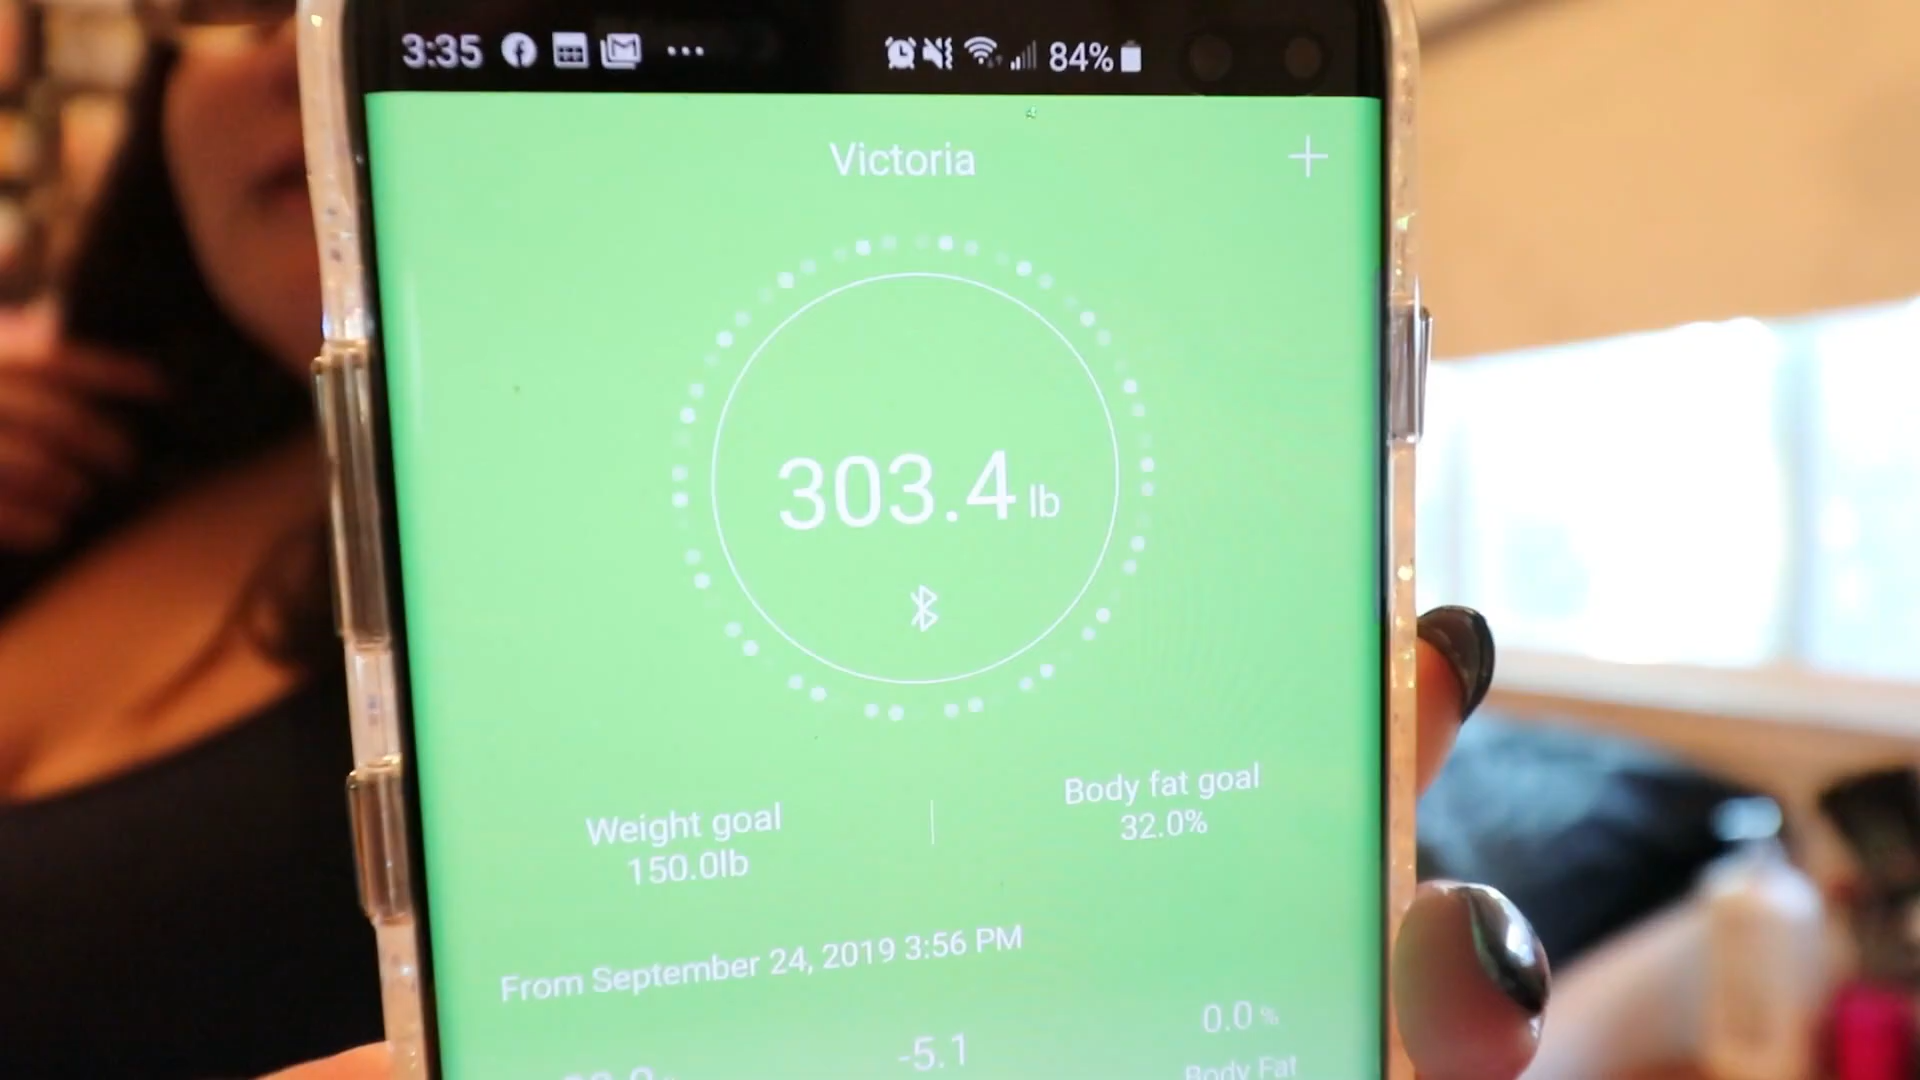 3:35 84%
Victoria
303.4 lb
Weight goal
150.0lb
Body fat goal
32.0%
From September 24, 2019 3:56 PM
-5.1
0.0 %
Body Fat